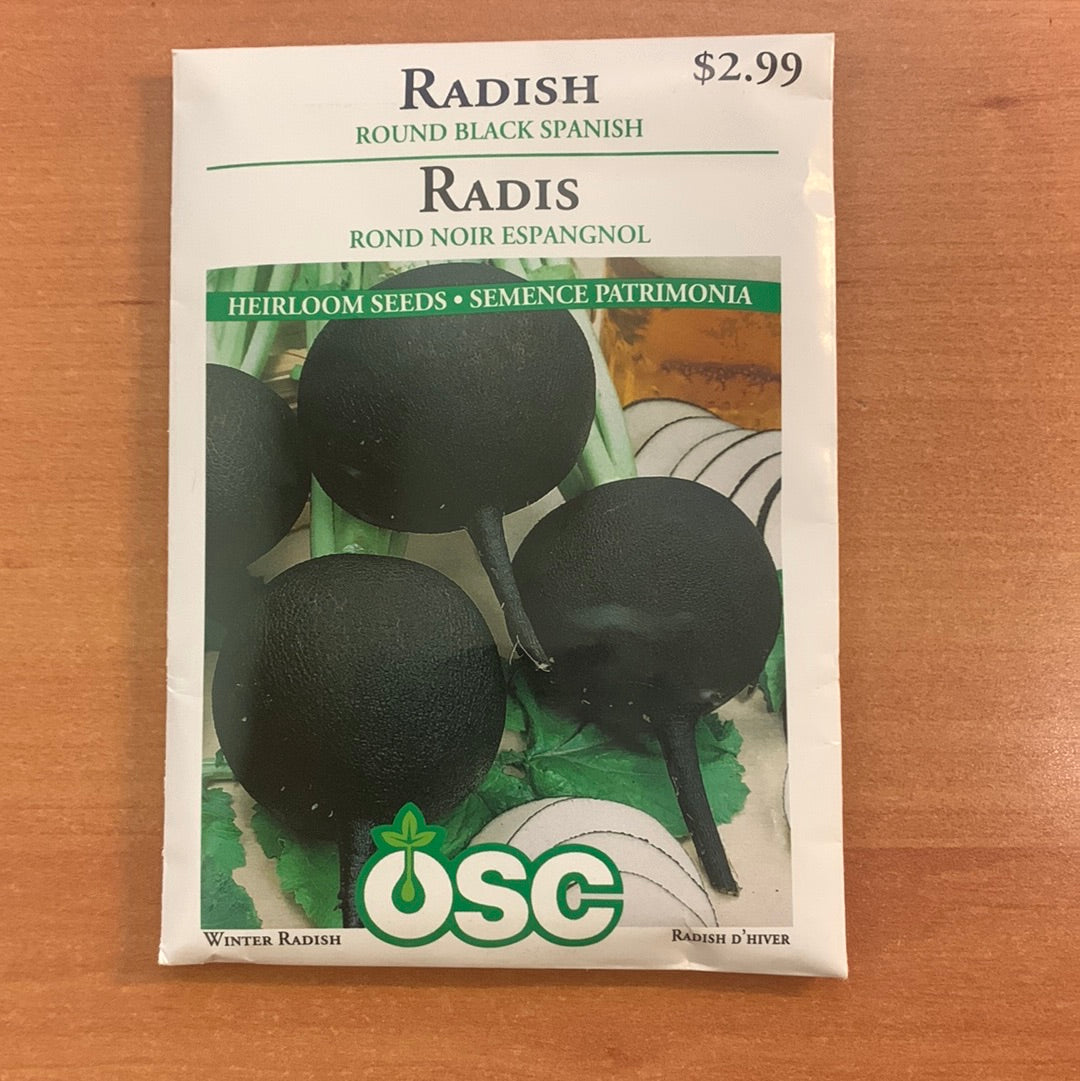 RADISH
$2.99
ROUND BLACK SPANISH
RADIS
ROND NOIR ESPANGNOL
HEIRLOOM SEEDS • SEMENCE PATRIMONIA
OSC
WINTER RADISH
RADISH D'HIVER